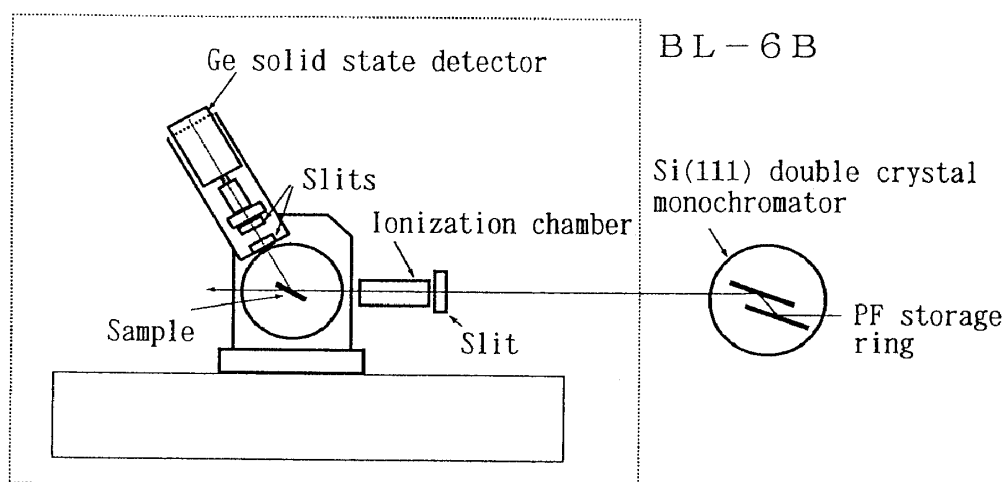 BL-6B
Ge solid state detector
Slits
Si(111) double crystal
monochromator
Ionization chamber
Sample
Slit
PF storage
ring